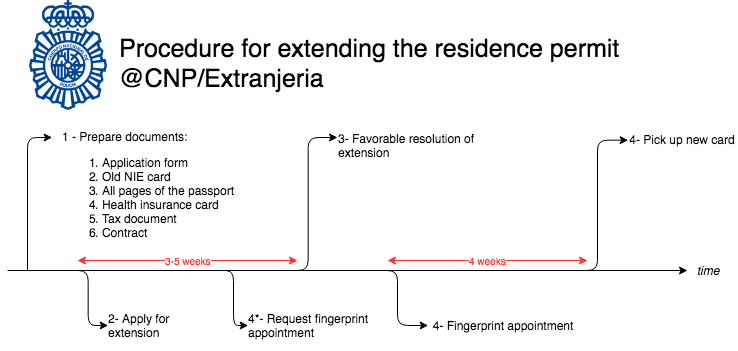 Procedure for extending the residence permit
@CNP/Extranjeria
1 - Prepare documents:
1. Application form
2. Old NIE card
3. All pages of the passport
4. Health insurance card
5. Tax document
6. Contract
3- Favorable resolution of
extension
4- Pick up new card
3-5 weeks
4 weeks
time
2- Apply for
extension
4*- Request fingerprint
appointment
4- Fingerprint appointment